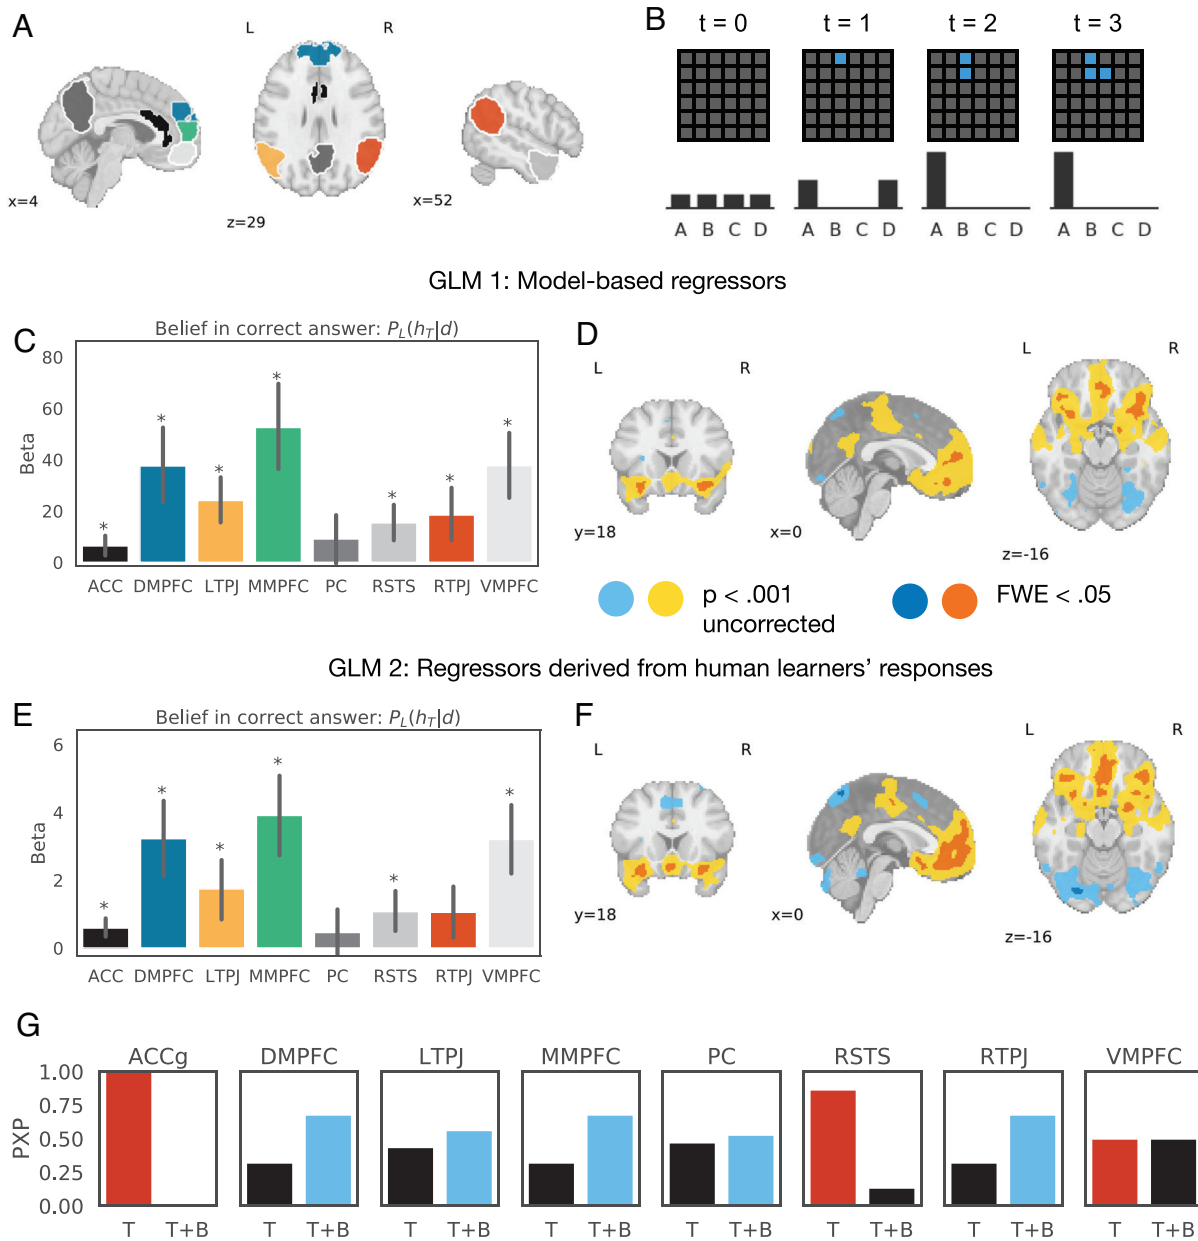 A
L
R
x=4
z=29
x=52
B
t = 0
t = 1
t = 2
t = 3
A B C D
A B C D
A B C D
A B C D
GLM 1: Model-based regressors
C
Belief in correct answer: P_L(h_T|d)
80
60
40
20
0
Beta
*
*
*
*
*
*
*
ACC
DMPFC
LTPJ
MMPFC
PC
RSTS
RTPJ
VMPFC
D
L
R
y=18
x=0
L
R
z=-16
p < .001
uncorrected
FWE < .05
GLM 2: Regressors derived from human learners’ responses
E
Belief in correct answer: P_L(h_T|d)
6
4
2
0
Beta
*
*
*
*
*
*
ACC
DMPFC
LTPJ
MMPFC
PC
RSTS
RTPJ
VMPFC
F
L
R
y=18
x=0
L
R
z=-16
G
ACCg
DMPFC
LTPJ
MMPFC
PC
RSTS
RTPJ
VMPFC
1.00
0.75
0.50
0.25
0.00
PXP
T T+B
T T+B
T T+B
T T+B
T T+B
T T+B
T T+B
T T+B